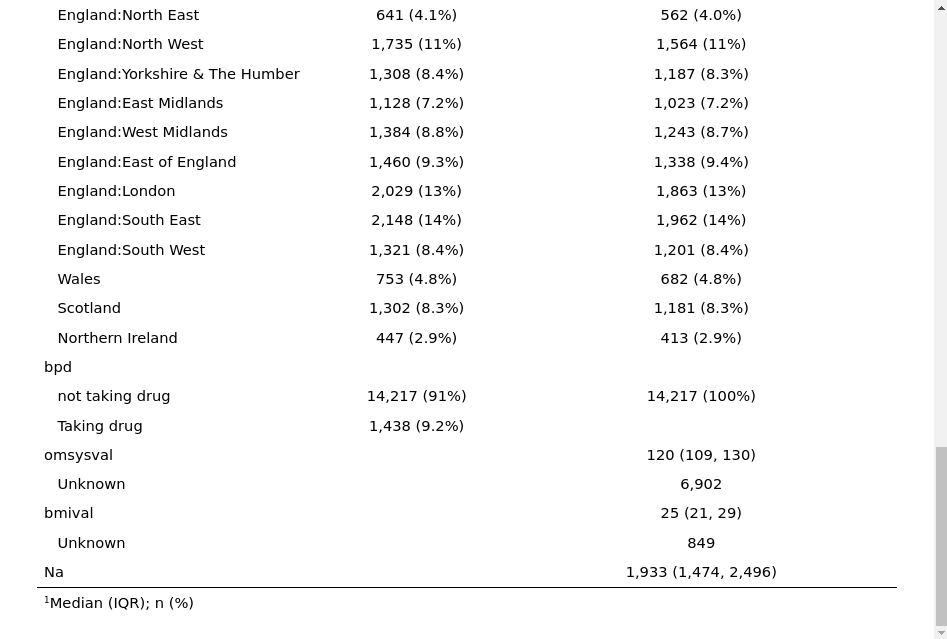 England:North East 641 (4.1%) 562 (4.0%)
England:North West 1,735 (11%) 1,564 (11%)
England:Yorkshire & The Humber 1,308 (8.4%) 1,187 (8.3%)
England:East Midlands 1,128 (7.2%) 1,023 (7.2%)
England:West Midlands 1,384 (8.8%) 1,243 (8.7%)
England:East of England 1,460 (9.3%) 1,338 (9.4%)
England:London 2,029 (13%) 1,863 (13%)
England:South East 2,148 (14%) 1,962 (14%)
England:South West 1,321 (8.4%) 1,201 (8.4%)
Wales 753 (4.8%) 682 (4.8%)
Scotland 1,302 (8.3%) 1,181 (8.3%)
Northern Ireland 447 (2.9%) 413 (2.9%)
bpd
not taking drug 14,217 (91%) 14,217 (100%)
Taking drug 1,438 (9.2%)
omsysval 120 (109, 130)
Unknown 6,902
bmival 25 (21, 29)
Unknown 849
Na 1,933 (1,474, 2,496)
¹Median (IQR); n (%)